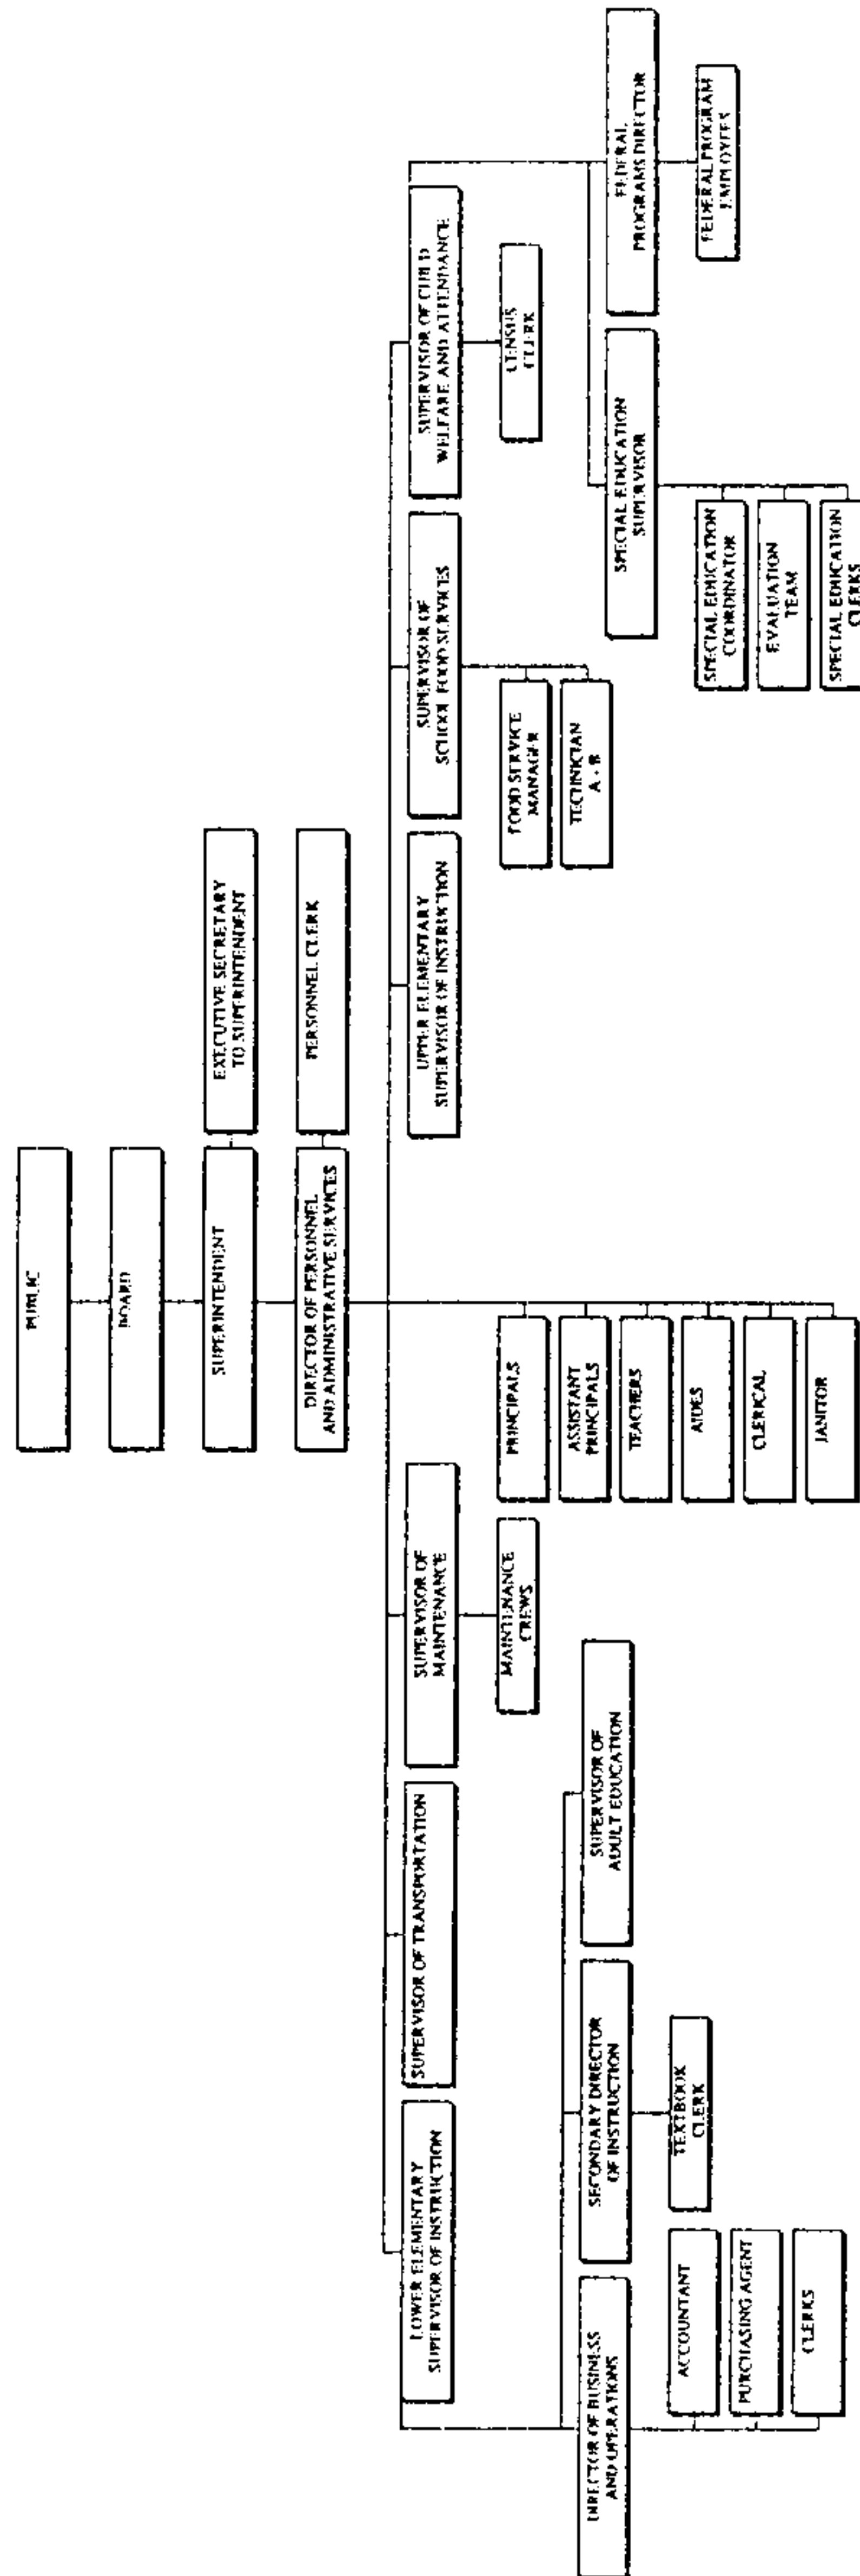 PUBLIC
BOARD
SUPERINTENDENT
EXECUTIVE SECRETARY
TO SUPERINTENDENT
DIRECTOR OF PERSONNEL
AND ADMINISTRATIVE SERVICES
PERSONNEL CLERK
LOWER ELEMENTARY
SUPERVISOR OF INSTRUCTION
SUPERVISOR OF TRANSPORTATION
SUPERVISOR OF
MAINTENANCE
UPPER ELEMENTARY
SUPERVISOR OF INSTRUCTION
SUPERVISOR OF
SCHOOL FOOD SERVICES
SUPERVISOR OF CHILD
WELFARE AND ATTENDANCE
MAINTENANCE
CREWS
PRINCIPALS
ASSISTANT
PRINCIPALS
TEACHERS
AIDES
CLERICAL
JANITOR
FOOD SERVICE
MANAGER
TECHNICIAN
A - B
CENSUS
CLERK
DIRECTOR OF BUSINESS
AND OPERATIONS
SECONDARY DIRECTOR
OF INSTRUCTION
SUPERVISOR OF
ADULT EDUCATION
SPECIAL EDUCATION
SUPERVISOR
FEDERAL
PROGRAMS DIRECTOR
ACCOUNTANT
PURCHASING AGENT
CLERKS
TEXTBOOK
CLERK
SPECIAL EDUCATION
COORDINATOR
EVALUATION
TEAM
SPECIAL EDUCATION
CLERKS
FEDERAL PROGRAM
EMPLOYEES